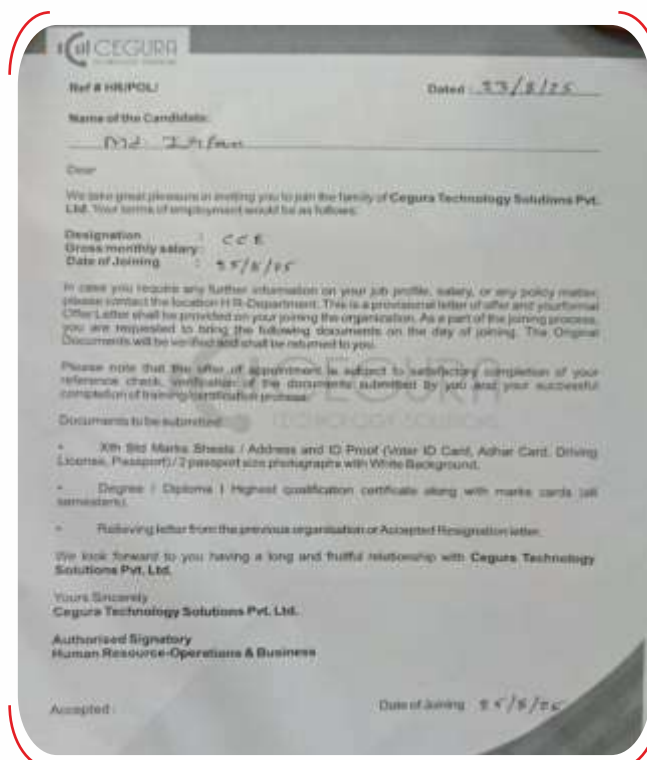 CEGURA
TECHNOLOGY SOLUTIONS
Ref # HR/POL/
Dated : 23/8/25
Name of the Candidate:
Md. Irfan
Dear
We take great pleasure in inviting you to join the family of Cegura Technology Solutions Pvt.
Ltd. Your terms of employment would be as follows:
Designation : CCE
Gross monthly salary:
Date of Joining : 25/8/25
In case you require any further information on your job profile, salary, or any policy matter,
please contact the location HR-Department. This is a provisional letter of offer and yourformal
Offer Letter shall be provided on your joining the organization. As a part of the joining process,
you are requested to bring the following documents on the day of joining. The Original
Documents will be verified and shall be returned to you.
Please note that the offer of appointment is subject to satisfactory completion of your
reference check, verification of the documents submitted by you and your successful
completion of training/certification process.
CEGURA
TECHNOLOGY SOLUTIONS
Documents to be submitted
• Xth Std Marks Sheets / Address and ID Proof (Voter ID Card, Adhar Card, Driving
License, Passport) / 2 passport size photographs with White Background.
• Degree / Diploma | Highest qualification certificate along with marks cards (all
semesters).
• Relieving letter from the previous organisation or Accepted Resignation letter.
We look forward to you having a long and fruitful relationship with Cegura Technology
Solutions Pvt. Ltd.
Yours Sincerely
Cegura Technology Solutions Pvt. Ltd.
Authorised Signatory
Human Resource-Operations & Business
Accepted :
Date of Joining 25/8/25